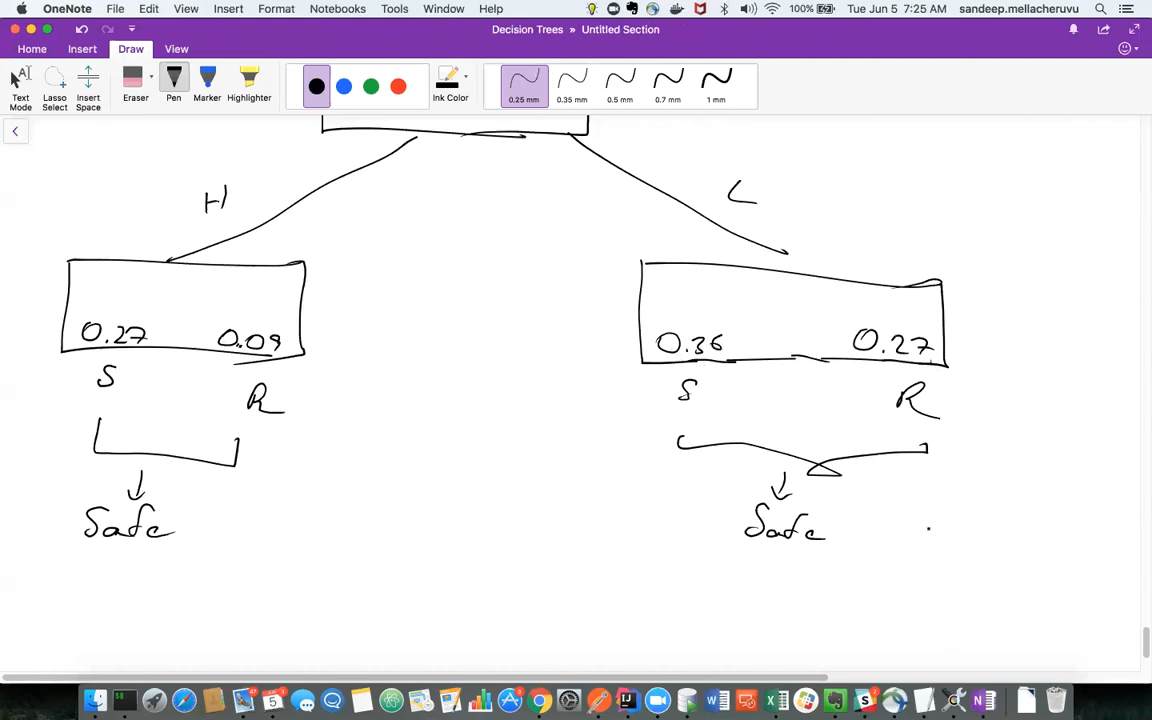 OneNote File Edit View Insert Format Notebooks Tools Window Help 100% Tue Jun 5 7:25 AM sandeep.mellacheruvu
Decision Trees » Untitled Section
Home Insert Draw View
Text Mode Lasso Select Insert Space Eraser Pen Marker Highlighter Ink Color 0.25 mm 0.35 mm 0.5 mm 0.7 mm 1 mm
H L
0.27 0.09 0.36 0.27
S R S R
Safe Safe